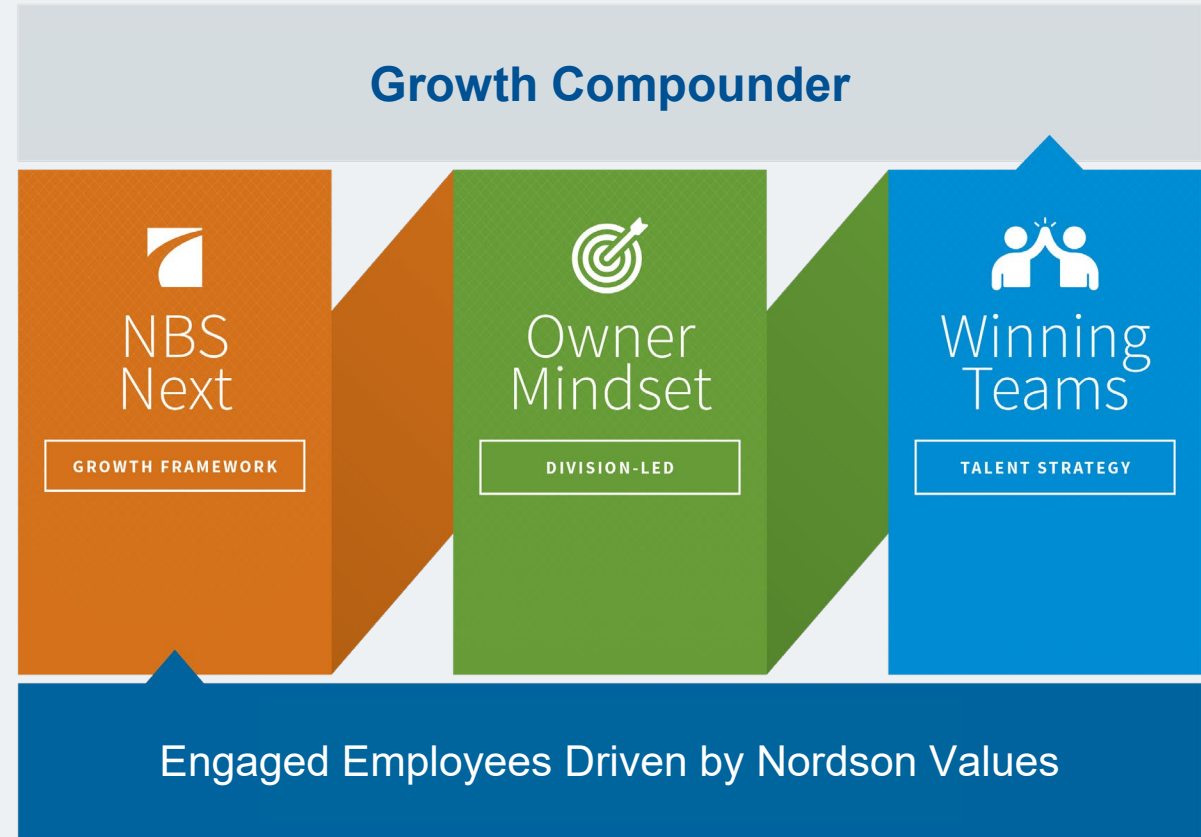 Growth Compounder
NBS
Next
GROWTH FRAMEWORK
Owner
Mindset
DIVISION-LED
Winning
Teams
TALENT STRATEGY
Engaged Employees Driven by Nordson Values